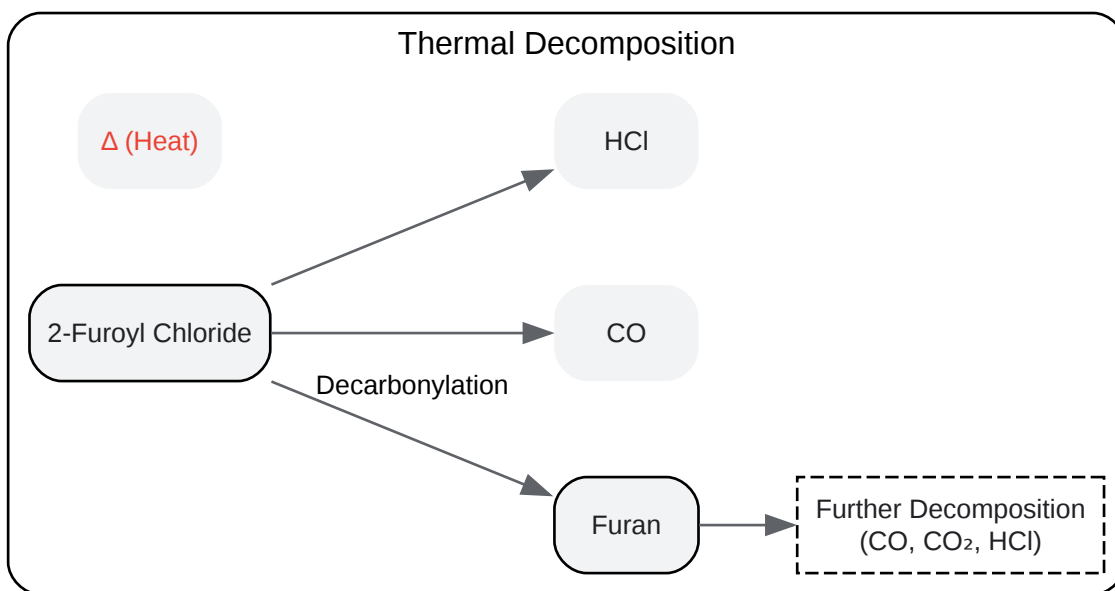 Thermal Decomposition
Δ (Heat)
HCl
2-Furoyl Chloride
CO
Decarbonylation
Furan
Further Decomposition
(CO, CO₂, HCl)